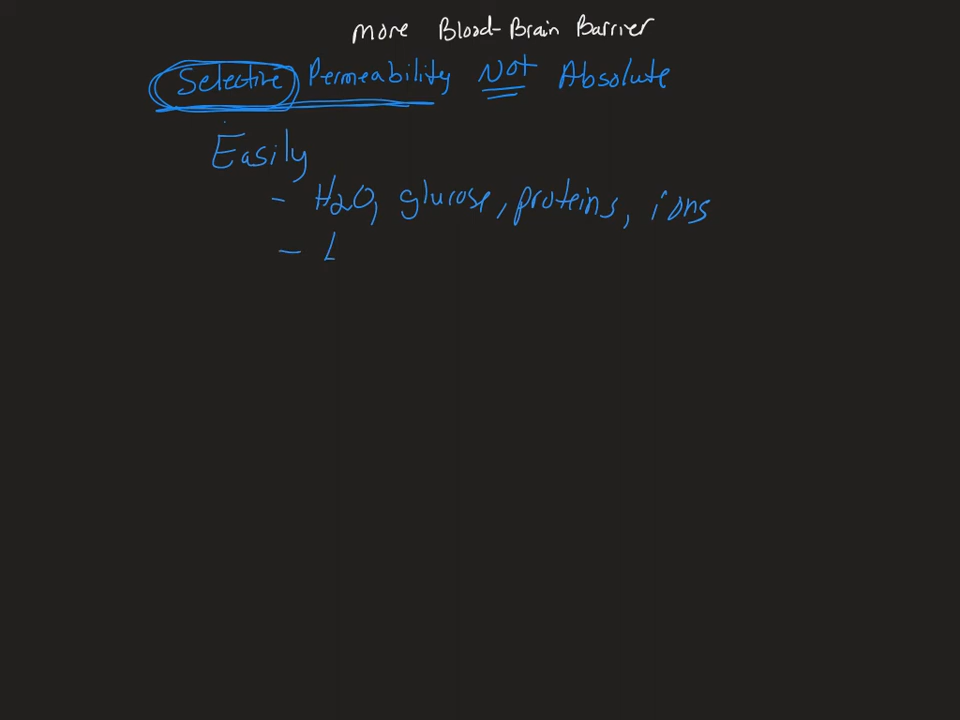 More Blood-Brain Barrier
Selective Permeability Not Absolute
Easily
- H2O, glucose, proteins, ions
- L